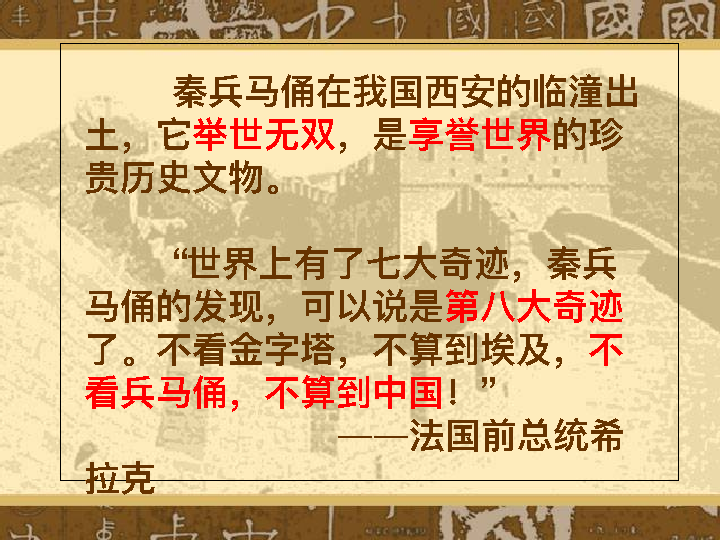 秦兵马俑在我国西安的临潼出
土，它举世无双，是享誉世界的珍
贵历史文物。
“世界上有了七大奇迹，秦兵
马俑的发现，可以说是第八大奇迹
了。不看金字塔，不算到埃及，不
看兵马俑，不算到中国！”
——法国前总统希
拉克